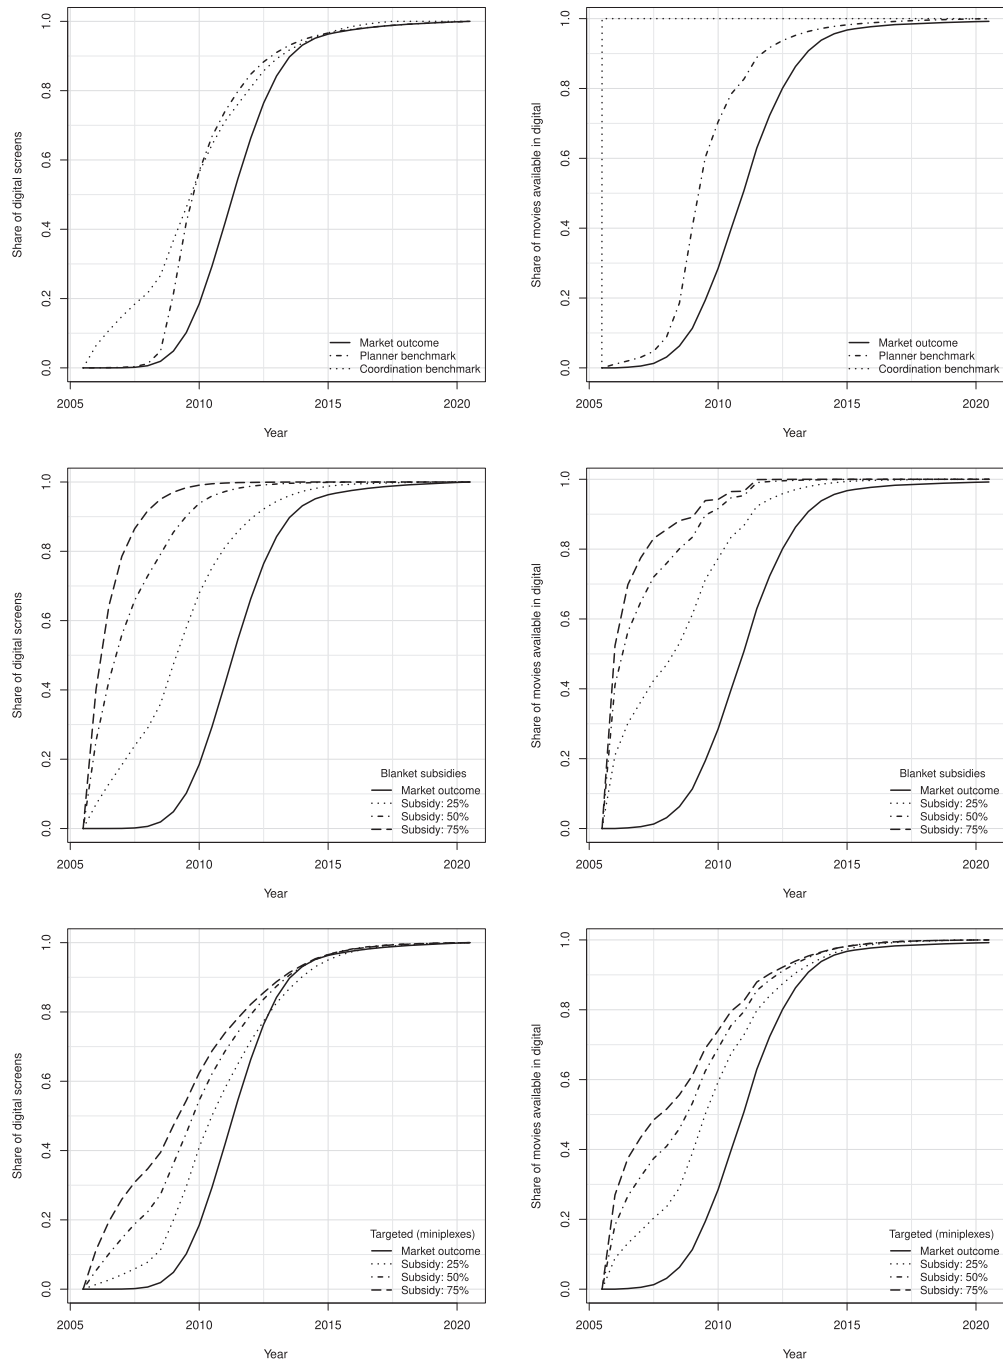 1.0
0.8
0.6
0.4
0.2
0.0
Share of digital screens
Market outcome
Planner benchmark
Coordination benchmark
2005 2010 2015 2020
Year
1.0
0.8
0.6
0.4
0.2
0.0
Share of movies available in digital
Market outcome
Planner benchmark
Coordination benchmark
2005 2010 2015 2020
Year
1.0
0.8
0.6
0.4
0.2
0.0
Share of digital screens
Blanket subsidies
Market outcome
Subsidy: 25%
Subsidy: 50%
Subsidy: 75%
2005 2010 2015 2020
Year
1.0
0.8
0.6
0.4
0.2
0.0
Share of movies available in digital
Blanket subsidies
Market outcome
Subsidy: 25%
Subsidy: 50%
Subsidy: 75%
2005 2010 2015 2020
Year
1.0
0.8
0.6
0.4
0.2
0.0
Share of digital screens
Targeted (miniplexes)
Market outcome
Subsidy: 25%
Subsidy: 50%
Subsidy: 75%
2005 2010 2015 2020
Year
1.0
0.8
0.6
0.4
0.2
0.0
Share of movies available in digital
Targeted (miniplexes)
Market outcome
Subsidy: 25%
Subsidy: 50%
Subsidy: 75%
2005 2010 2015 2020
Year